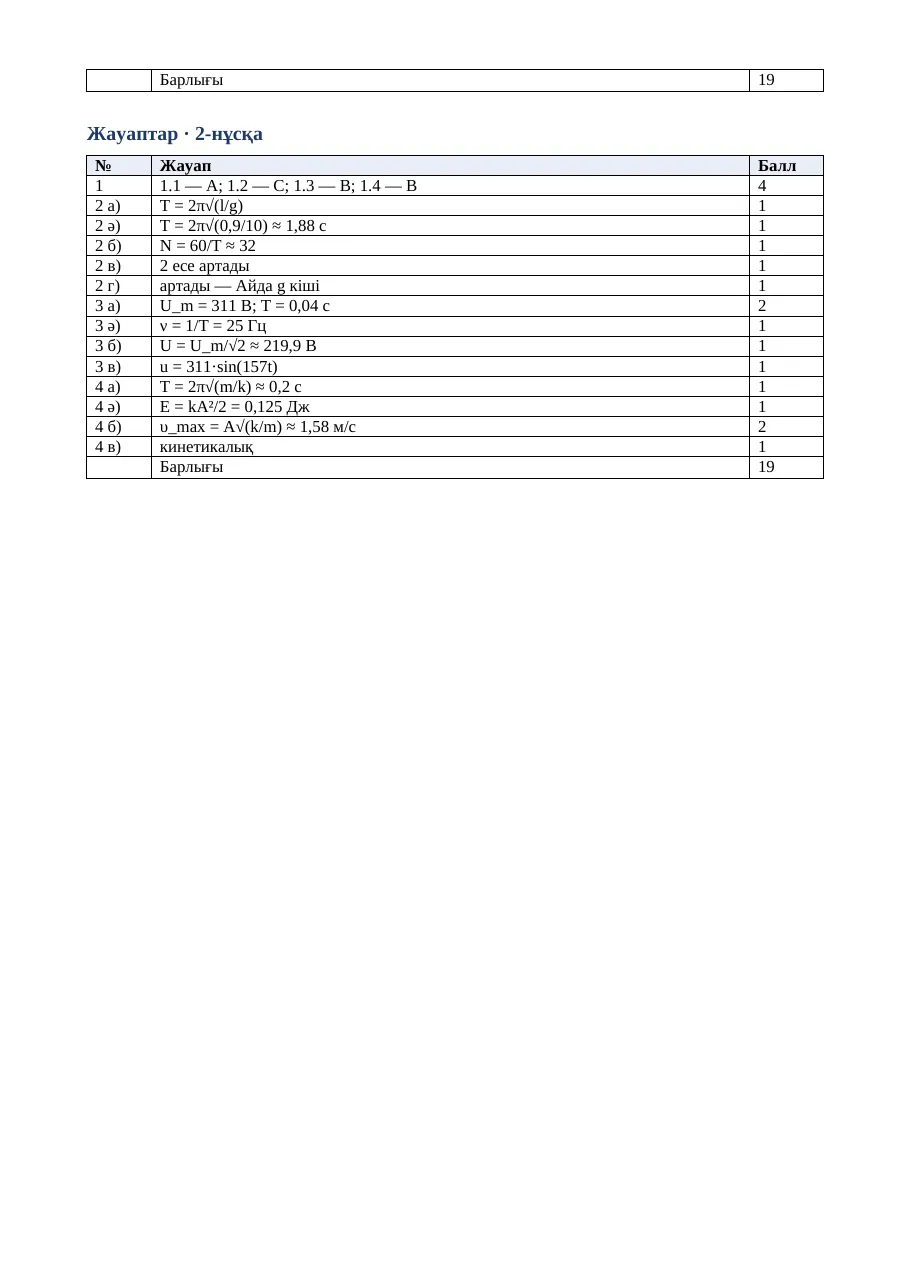 Барлығы 19
Жауаптар · 2-нұсқа
№ Жауап Балл
1 1.1 — A; 1.2 — C; 1.3 — B; 1.4 — B 4
2 а) T = 2π√(l/g) 1
2 ә) T = 2π√(0,9/10) ≈ 1,88 с 1
2 б) N = 60/T ≈ 32 1
2 в) 2 есе артады 1
2 г) артады — Айда g кіші 1
3 а) U_m = 311 В; T = 0,04 с 2
3 ә) ν = 1/T = 25 Гц 1
3 б) U = U_m/√2 ≈ 219,9 В 1
3 в) u = 311·sin(157t) 1
4 а) T = 2π√(m/k) ≈ 0,2 с 1
4 ә) E = kA²/2 = 0,125 Дж 1
4 б) υ_max = A√(k/m) ≈ 1,58 м/с 2
4 в) кинетикалық 1
Барлығы 19